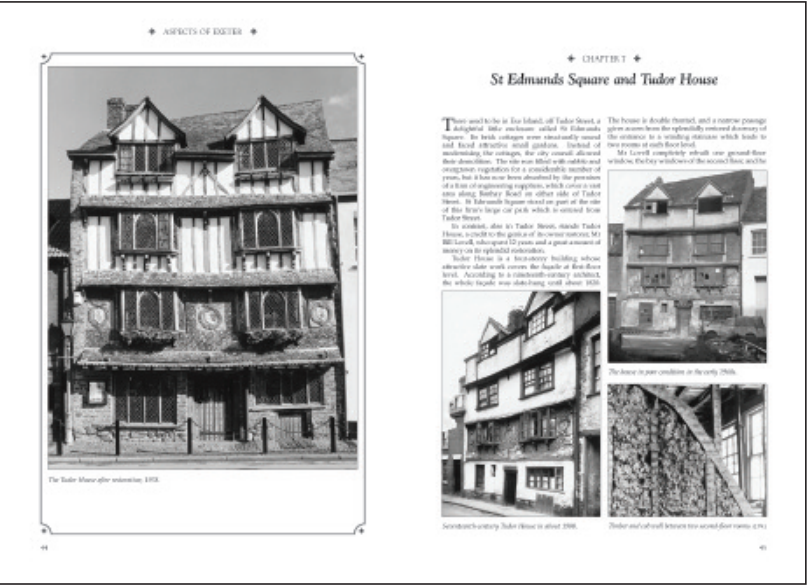 ASPECTS OF EXETER
The Tudor House after restoration, 1975.
44
CHAPTER 7
St Edmunds Square and Tudor House
There used to be in Exe Island, off Tudor Street, a
delightful little enclosure called St Edmunds
Square. Its brick cottages were structurally sound
and faced attractive small gardens. Instead of
modernising the cottages, the city council allowed
their demolition. The site was filled with rubble and
overgrown vegetation for a considerable number of
years, but it has now been absorbed by the premises
of a firm of engineering suppliers, which cover a vast
area along Bonhay Road on either side of Tudor
Street. St Edmunds Square stood on part of the site
of this firm's large car park which is entered from
Tudor Street.
In contrast, also in Tudor Street, stands Tudor
House, a credit to the genius of its owner restorer, Mr
Bill Lovell, who spent 12 years and a great amount of
money on its splendid restoration.
Tudor House is a four-storey building whose
attractive slate work covers the façade at first-floor
level. According to a nineteenth-century architect,
the whole façade was slate-hung until about 1820.
The house is double fronted, and a narrow passage
gives access from the splendidly restored doorway of
the entrance to a winding staircase which leads to
two rooms at each floor level.
Mr Lovell completely rebuilt one ground-floor
window, the bay windows of the second floor, and he
The house in poor condition in the early 1960s.
Seventeenth-century Tudor House in about 1900.
Timber and cob wall between two second-floor rooms
45